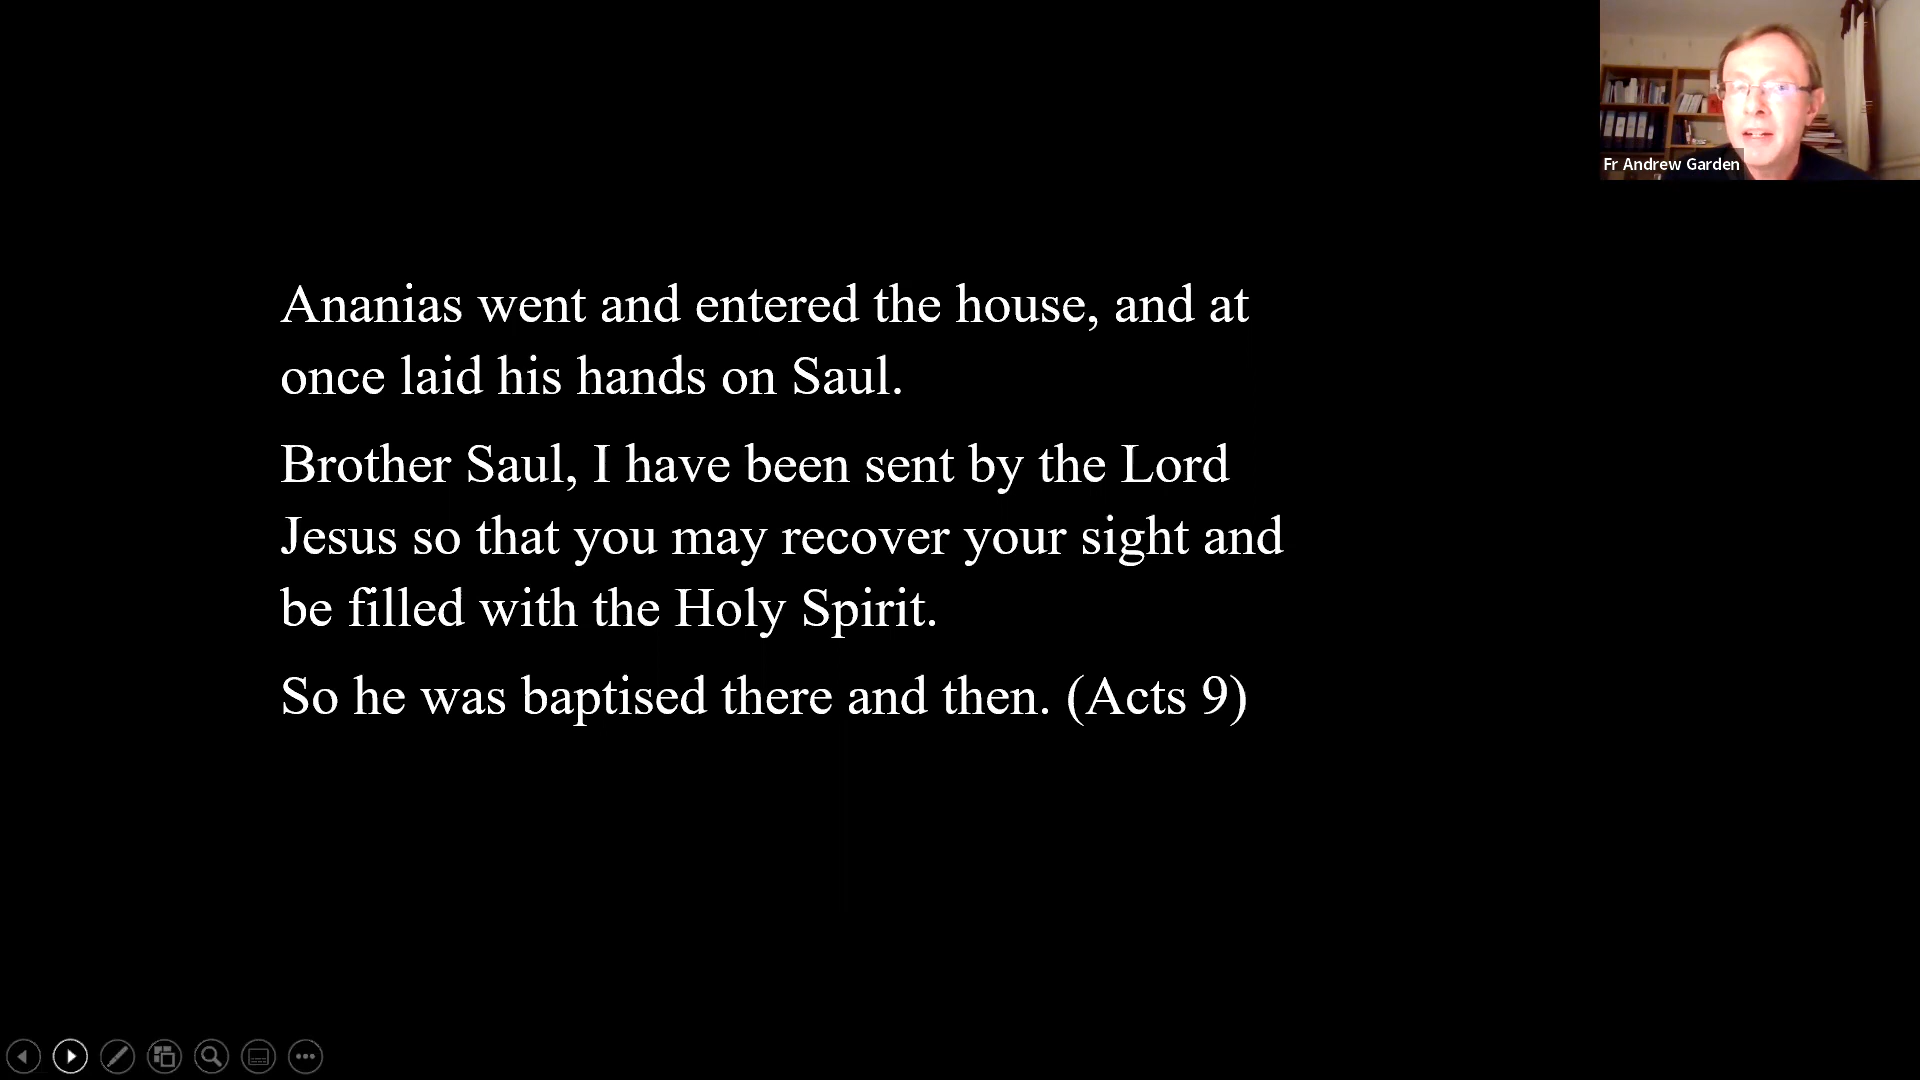 Fr Andrew Garden
Ananias went and entered the house, and at
once laid his hands on Saul.
Brother Saul, I have been sent by the Lord
Jesus so that you may recover your sight and
be filled with the Holy Spirit.
So he was baptised there and then. (Acts 9)